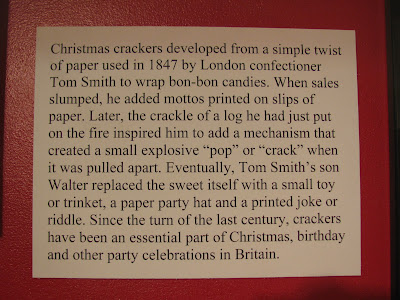 Christmas crackers developed from a simple twist
of paper used in 1847 by London confectioner
Tom Smith to wrap bon-bon candies. When sales
slumped, he added mottos printed on slips of
paper. Later, the crackle of a log he had just put
on the fire inspired him to add a mechanism that
created a small explosive “pop” or “crack” when
it was pulled apart. Eventually, Tom Smith’s son
Walter replaced the sweet itself with a small toy
or trinket, a paper party hat and a printed joke or
riddle. Since the turn of the last century, crackers
have been an essential part of Christmas, birthday
and other party celebrations in Britain.